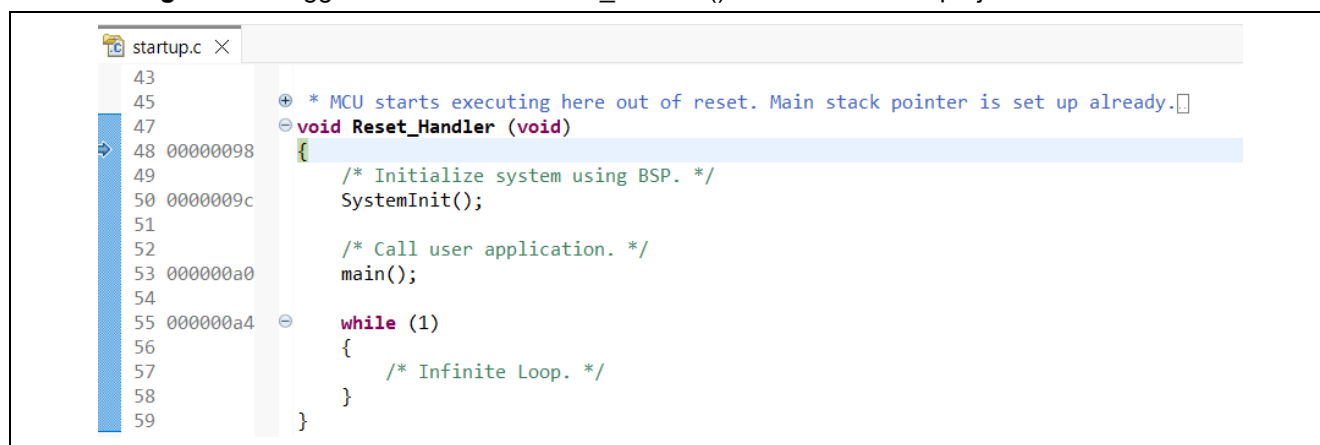 startup.c
43
45 * MCU starts executing here out of reset. Main stack pointer is set up already.
47 void Reset_Handler (void)
48 00000098 {
49 /* Initialize system using BSP. */
50 0000009c SystemInit();
51
52 /* Call user application. */
53 000000a0 main();
54
55 000000a4 while (1)
56 {
57 /* Infinite Loop. */
58 }
59 }